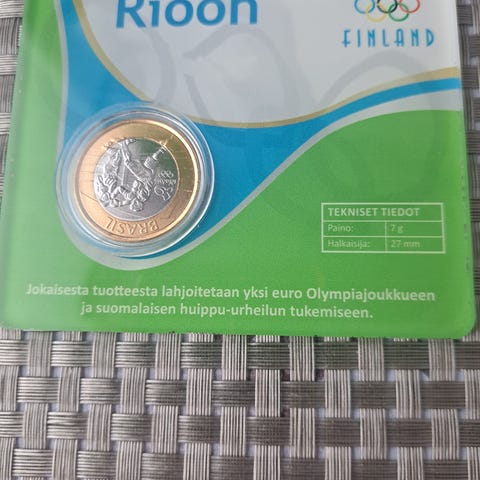 Rioon
FINLAND
BRASIL
TEKNISET TIEDOT
Paino: 7 g
Halkaisija: 27 mm
Jokaisesta tuotteesta lahjoitetaan yksi euro Olympiajoukkueen
ja suomalaisen huippu-urheilun tukemiseen.